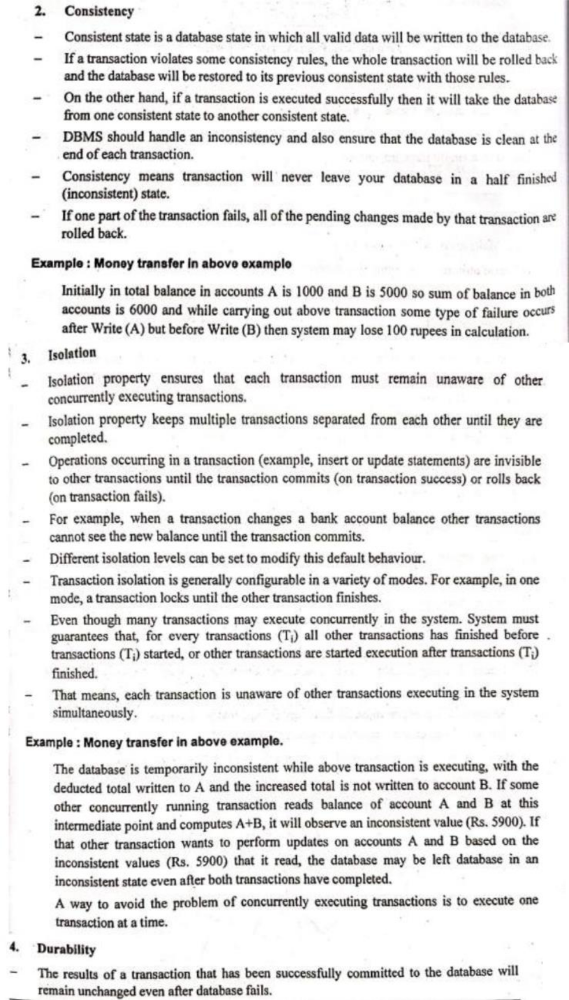 2. Consistency
– Consistent state is a database state in which all valid data will be written to the database.
– If a transaction violates some consistency rules, the whole transaction will be rolled back
and the database will be restored to its previous consistent state with those rules.
– On the other hand, if a transaction is executed successfully then it will take the database
from one consistent state to another consistent state.
– DBMS should handle an inconsistency and also ensure that the database is clean at the
end of each transaction.
– Consistency means transaction will never leave your database in a half finished
(inconsistent) state.
– If one part of the transaction fails, all of the pending changes made by that transaction are
rolled back.
Example : Money transfer in above example
Initially in total balance in accounts A is 1000 and B is 5000 so sum of balance in both
accounts is 6000 and while carrying out above transaction some type of failure occurs
after Write (A) but before Write (B) then system may lose 100 rupees in calculation.
3. Isolation
– Isolation property ensures that each transaction must remain unaware of other
concurrently executing transactions.
– Isolation property keeps multiple transactions separated from each other until they are
completed.
– Operations occurring in a transaction (example, insert or update statements) are invisible
to other transactions until the transaction commits (on transaction success) or rolls back
(on transaction fails).
– For example, when a transaction changes a bank account balance other transactions
cannot see the new balance until the transaction commits.
– Different isolation levels can be set to modify this default behaviour.
– Transaction isolation is generally configurable in a variety of modes. For example, in one
mode, a transaction locks until the other transaction finishes.
– Even though many transactions may execute concurrently in the system. System must
guarantees that, for every transactions (Ti) all other transactions has finished before
transactions (Ti) started, or other transactions are started execution after transactions (Ti)
finished.
– That means, each transaction is unaware of other transactions executing in the system
simultaneously.
Example : Money transfer in above example.
The database is temporarily inconsistent while above transaction is executing, with the
deducted total written to A and the increased total is not written to account B. If some
other concurrently running transaction reads balance of account A and B at this
intermediate point and computes A+B, it will observe an inconsistent value (Rs. 5900). If
that other transaction wants to perform updates on accounts A and B based on the
inconsistent values (Rs. 5900) that it read, the database may be left database in an
inconsistent state even after both transactions have completed.
A way to avoid the problem of concurrently executing transactions is to execute one
transaction at a time.
4. Durability
– The results of a transaction that has been successfully committed to the database will
remain unchanged even after database fails.